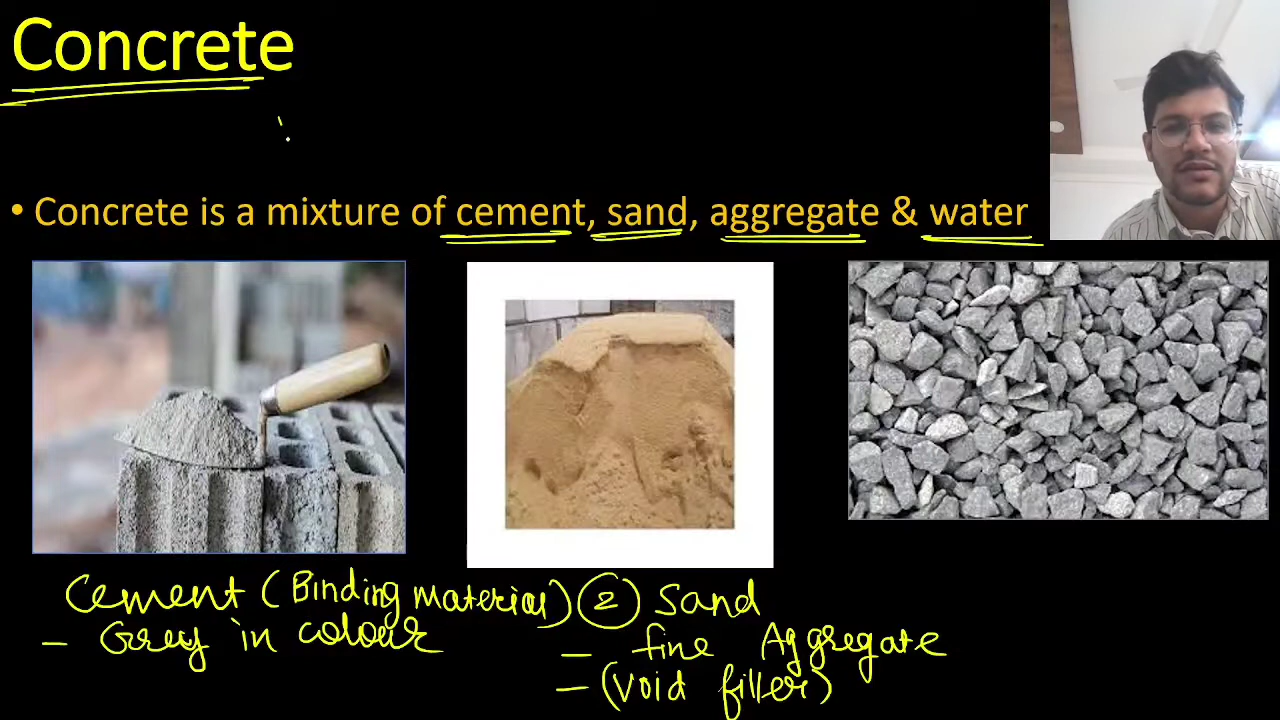 Concrete
• Concrete is a mixture of cement, sand, aggregate & water
Cement (Binding material)
- Grey in colour
② Sand
- fine Aggregate
- (Void filler)